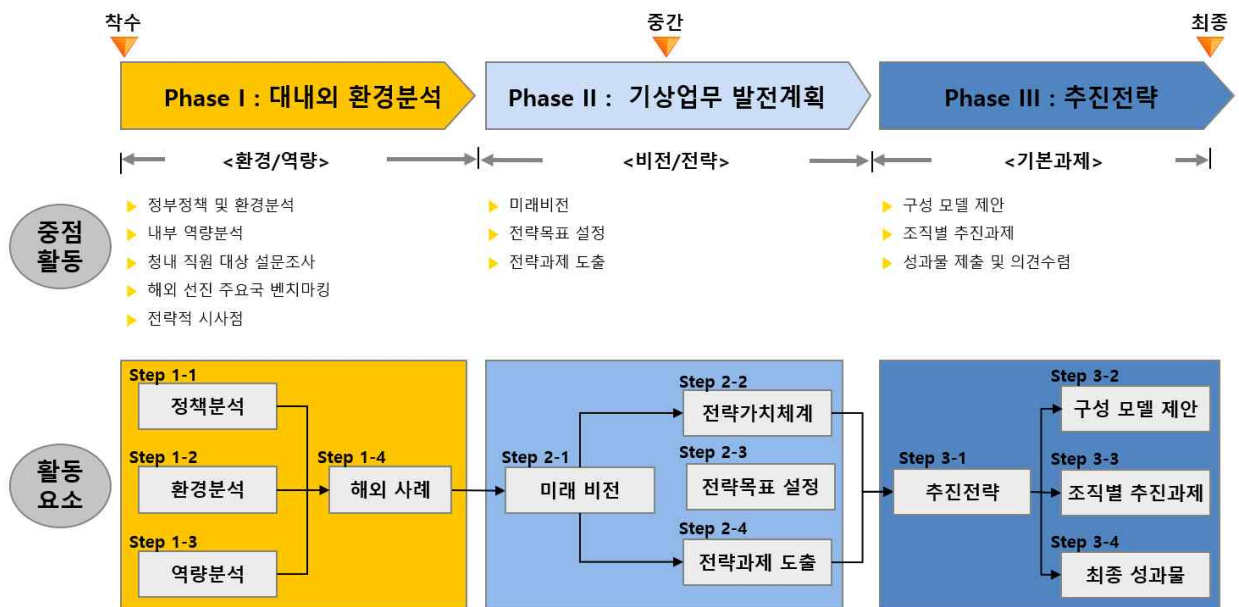 착수
중간
최종
Phase I : 대내외 환경분석
Phase II : 기상업무 발전계획
Phase III : 추진전략
<환경/역량>
<비전/전략>
<기본과제>
중점
활동
정부정책 및 환경분석
내부 역량분석
청내 직원 대상 설문조사
해외 선진 주요국 벤치마킹
전략적 시사점
미래비전
전략목표 설정
전략과제 도출
구성 모델 제안
조직별 추진과제
성과물 제출 및 의견수렴
활동
요소
Step 1-1
정책분석
Step 1-2
환경분석
Step 1-3
역량분석
Step 1-4
해외 사례
Step 2-1
미래 비전
Step 2-2
전략가치체계
Step 2-3
전략목표 설정
Step 2-4
전략과제 도출
Step 3-1
추진전략
Step 3-2
구성 모델 제안
Step 3-3
조직별 추진과제
Step 3-4
최종 성과물